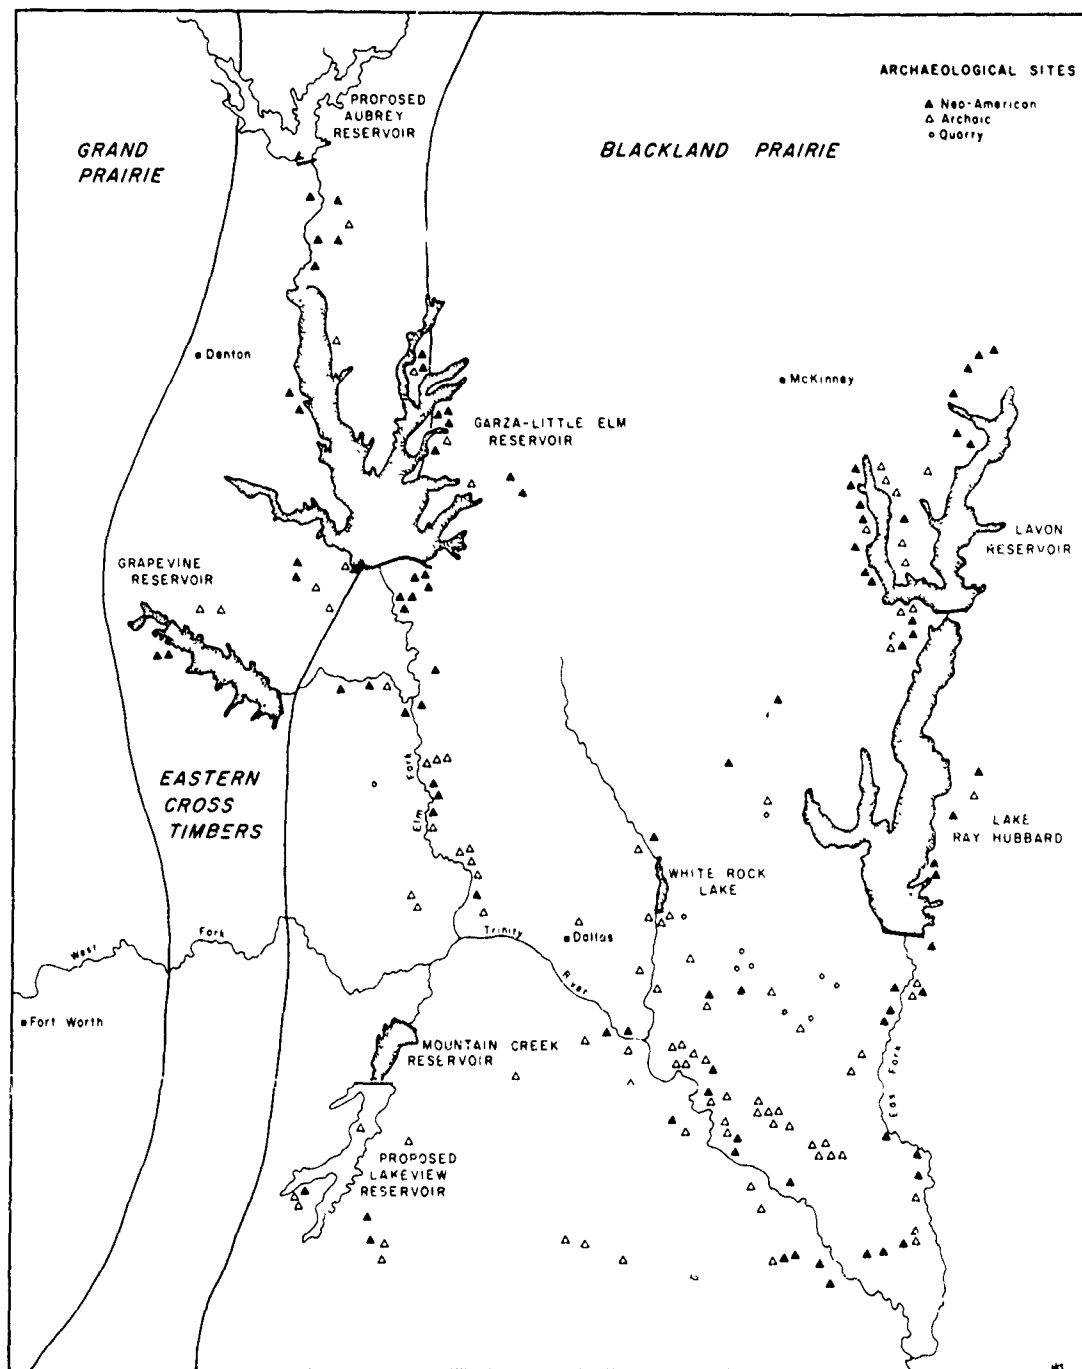 ARCHAEOLOGICAL SITES
Neo-American
Archaic
Quarry
PROPOSED
AUBREY
RESERVOIR
GRAND
PRAIRIE
BLACKLAND PRAIRIE
Denton
McKinney
GARZA-LITTLE ELM
RESERVOIR
LAVON
RESERVOIR
GRAPEVINE
RESERVOIR
EASTERN
CROSS
TIMBERS
Elm Fork
LAKE
RAY HUBBARD
WHITE ROCK
LAKE
West Fork
Trinity River
Dallas
Fort Worth
MOUNTAIN CREEK
RESERVOIR
Eas Fork
PROPOSED
LAKEVIEW
RESERVOIR